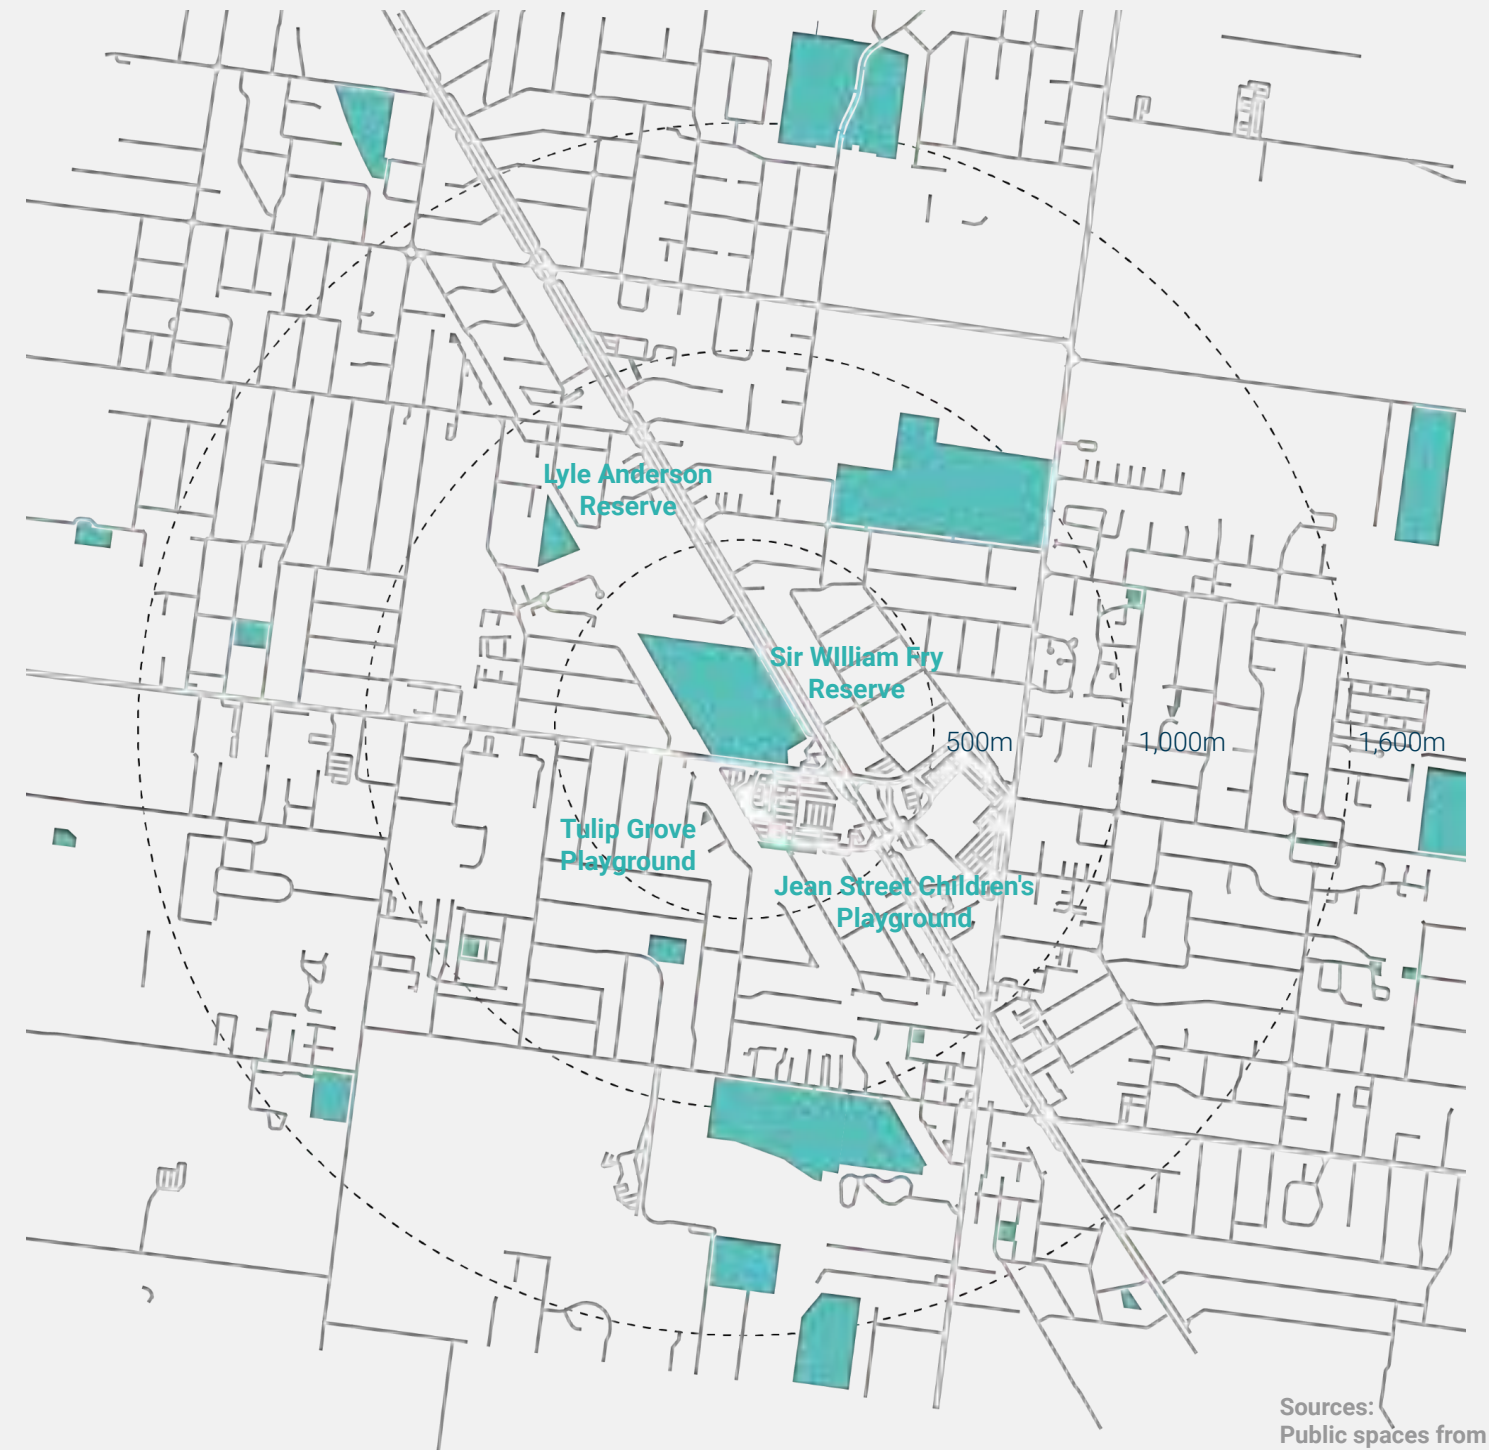 Lyle Anderson
Reserve
Sir WIlliam Fry
Reserve
500m
1,000m
1,600m
Tulip Grove
Playground
Jean Street Children's
Playground
Sources:
Public spaces from